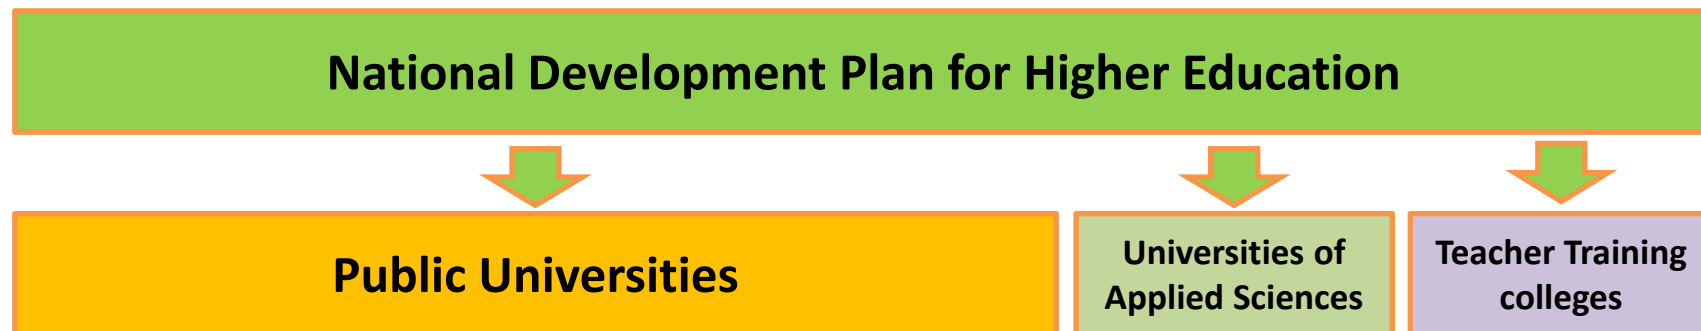 National Development Plan for Higher Education
Public Universities
Universities of
Applied Sciences
Teacher Training
colleges